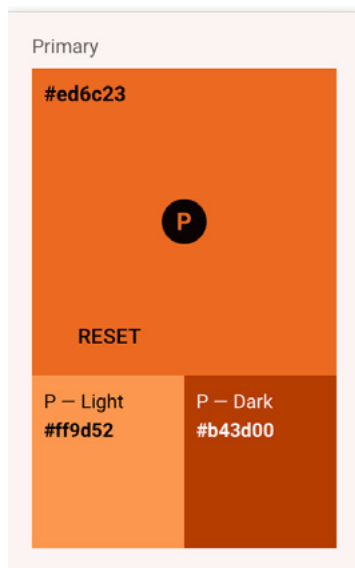 Primary
#ed6c23
P
RESET
P — Light
#ff9d52
P — Dark
#b43d00